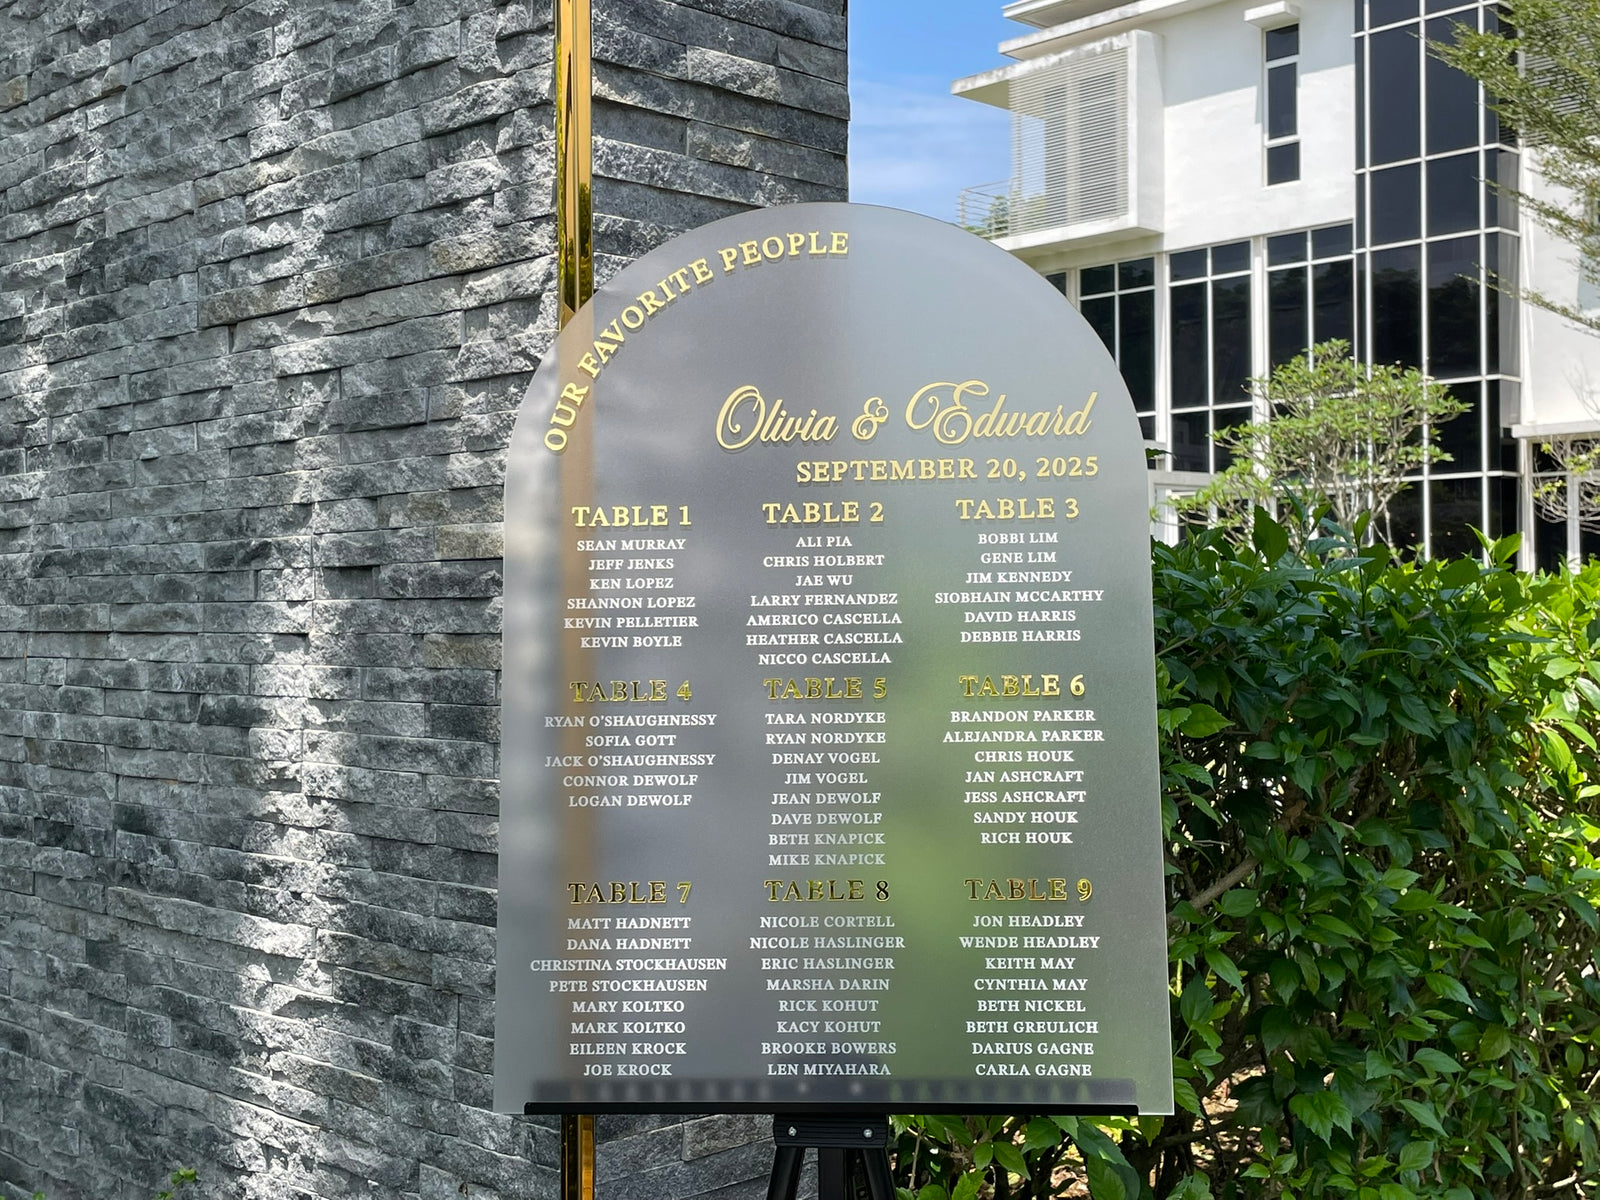 OUR FAVORITE PEOPLE
Olivia & Edward
SEPTEMBER 20, 2025
TABLE 1
SEAN MURRAY
JEFF JENKS
KEN LOPEZ
SHANNON LOPEZ
KEVIN PELLETIER
KEVIN BOYLE
TABLE 2
ALI PIA
CHRIS HOLBERT
JAE WU
LARRY FERNANDEZ
AMERICO CASCELLA
HEATHER CASCELLA
NICCO CASCELLA
TABLE 3
BOBBI LIM
GENE LIM
JIM KENNEDY
SIOBHAIN MCCARTHY
DAVID HARRIS
DEBBIE HARRIS
TABLE 4
RYAN O'SHAUGHNESSY
SOFIA GOTT
JACK O'SHAUGHNESSY
CONNOR DEWOLF
LOGAN DEWOLF
TABLE 5
TARA NORDYKE
RYAN NORDYKE
DENAY VOGEL
JIM VOGEL
JEAN DEWOLF
DAVE DEWOLF
BETH KNAPICK
MIKE KNAPICK
TABLE 6
BRANDON PARKER
ALEJANDRA PARKER
CHRIS HOUK
JAN ASHCRAFT
JESS ASHCRAFT
SANDY HOUK
RICH HOUK
TABLE 7
MATT HADNETT
DANA HADNETT
CHRISTINA STOCKHAUSEN
PETE STOCKHAUSEN
MARY KOLTKO
MARK KOLTKO
EILEEN KROCK
JOE KROCK
TABLE 8
NICOLE CORTELL
NICOLE HASLINGER
ERIC HASLINGER
MARSHA DARIN
RICK KOHUT
KACY KOHUT
BROOKE BOWERS
LEN MIYAHARA
TABLE 9
JON HEADLEY
WENDE HEADLEY
KEITH MAY
CYNTHIA MAY
BETH NICKEL
BETH GREULICH
DARIUS GAGNE
CARLA GAGNE